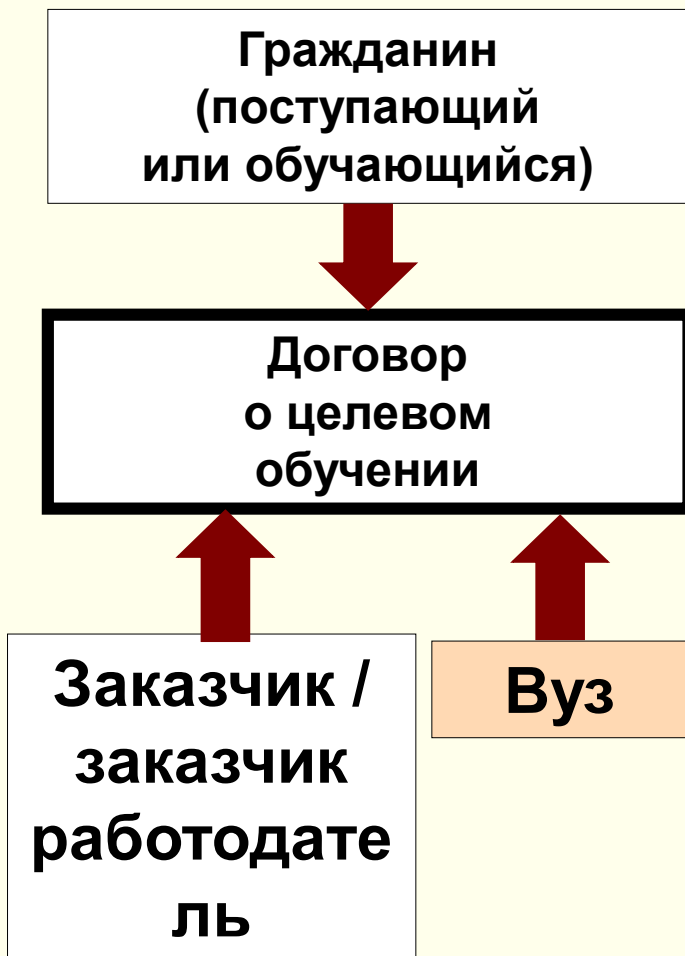 Гражданин
(поступающий
или обучающийся)
Договор
о целевом
обучении
Заказчик /
заказчик
работодате
ль
Вуз